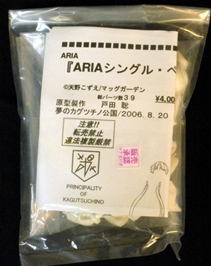 ARIA
『ARIAシングル・ペ
©天野こずえ/マッグガーデン
総パーツ数39
¥4,00
原型製作 戸田 聡
夢のカグツチノ公国/2006.8.20
注意!!
転売禁止
違法複製厳禁
PRINCIPALITY
OF
KAGUTSUCHINO